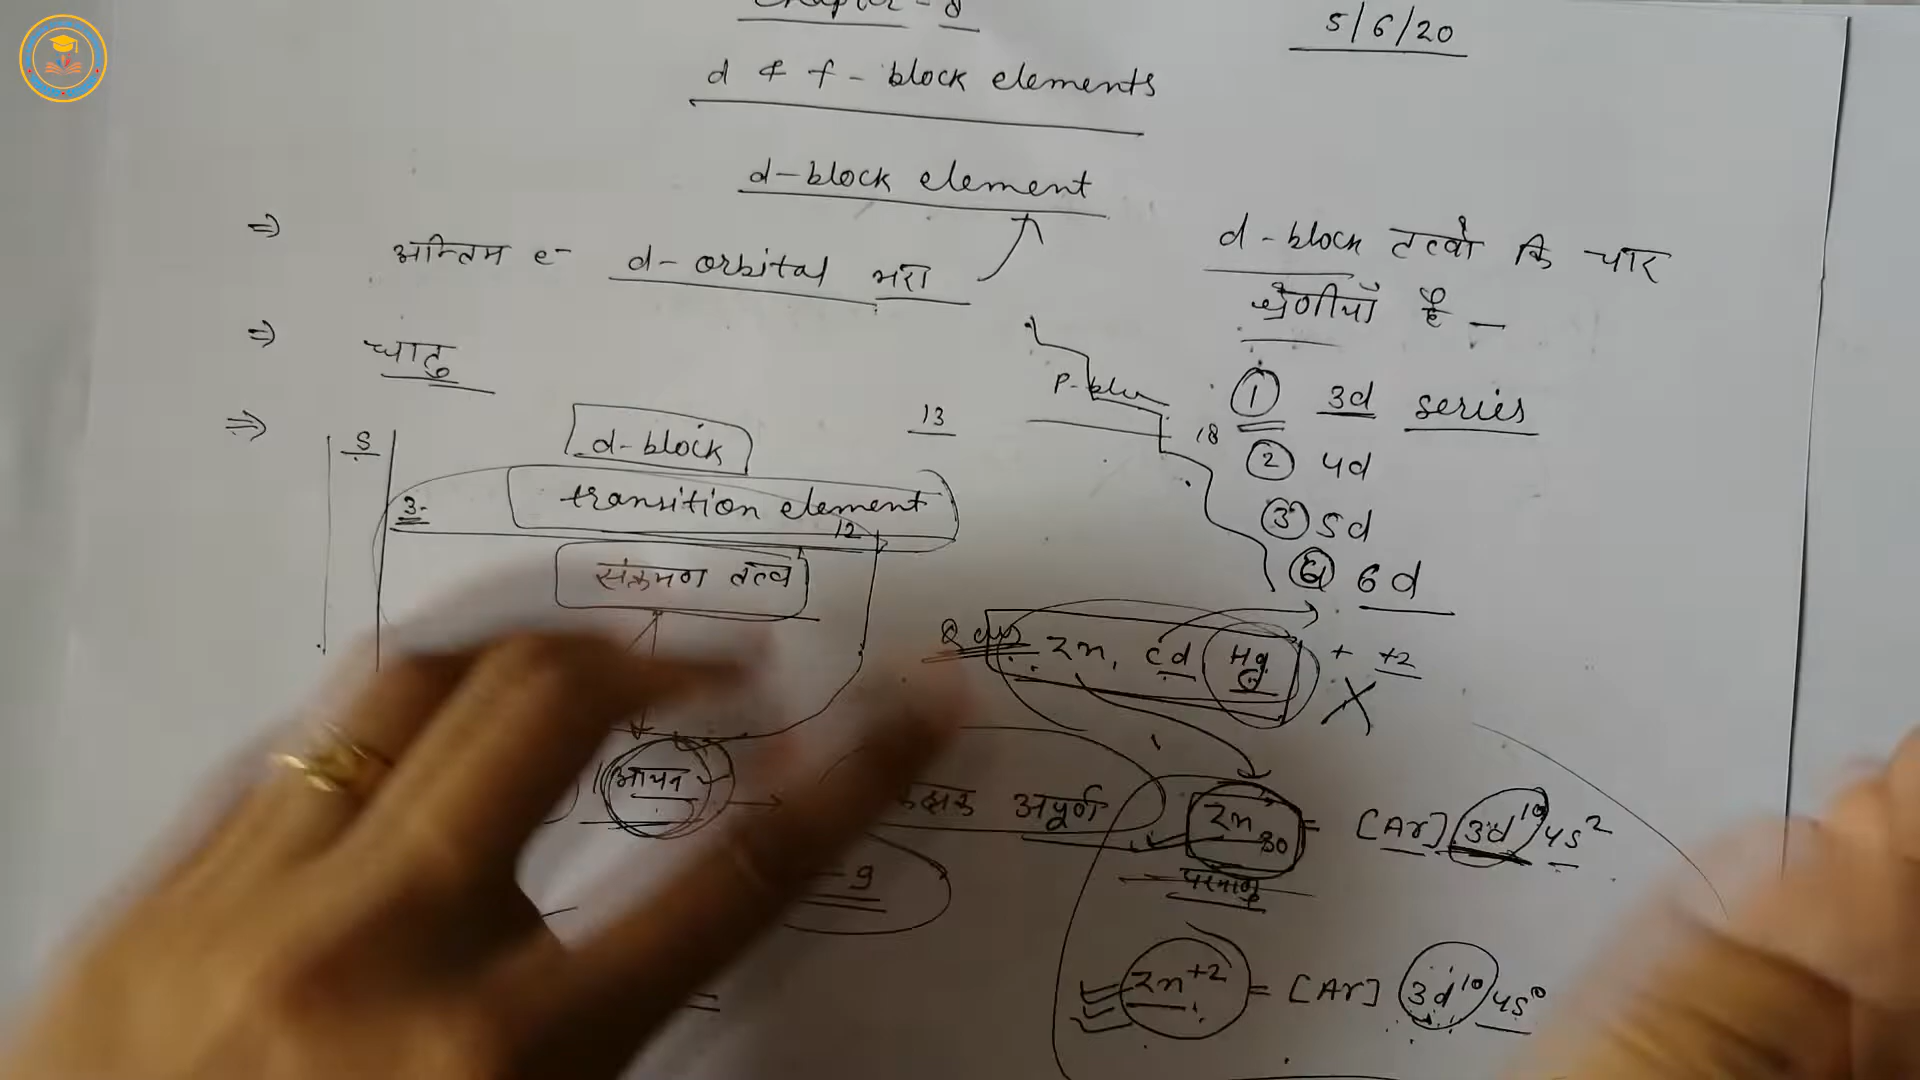 5/6/20
d & f - block elements
d-block element
⇒ अन्तिम e- d-orbital भरा
⇒ धातु
⇒ S
d-block
13
transition element
3-
12
संक्रमण तत्व
आयन
अपूर्ण
d-block तत्वो कि चार
श्रेणीयाँ है -
P-
18
① 3d series
② 4d
③ 5d
6d
Zn, Cd Hg + +2
Zn30 = [Ar] 3d10 4s2
परमाणु
Zn+2 = [Ar] 3d10 4s0